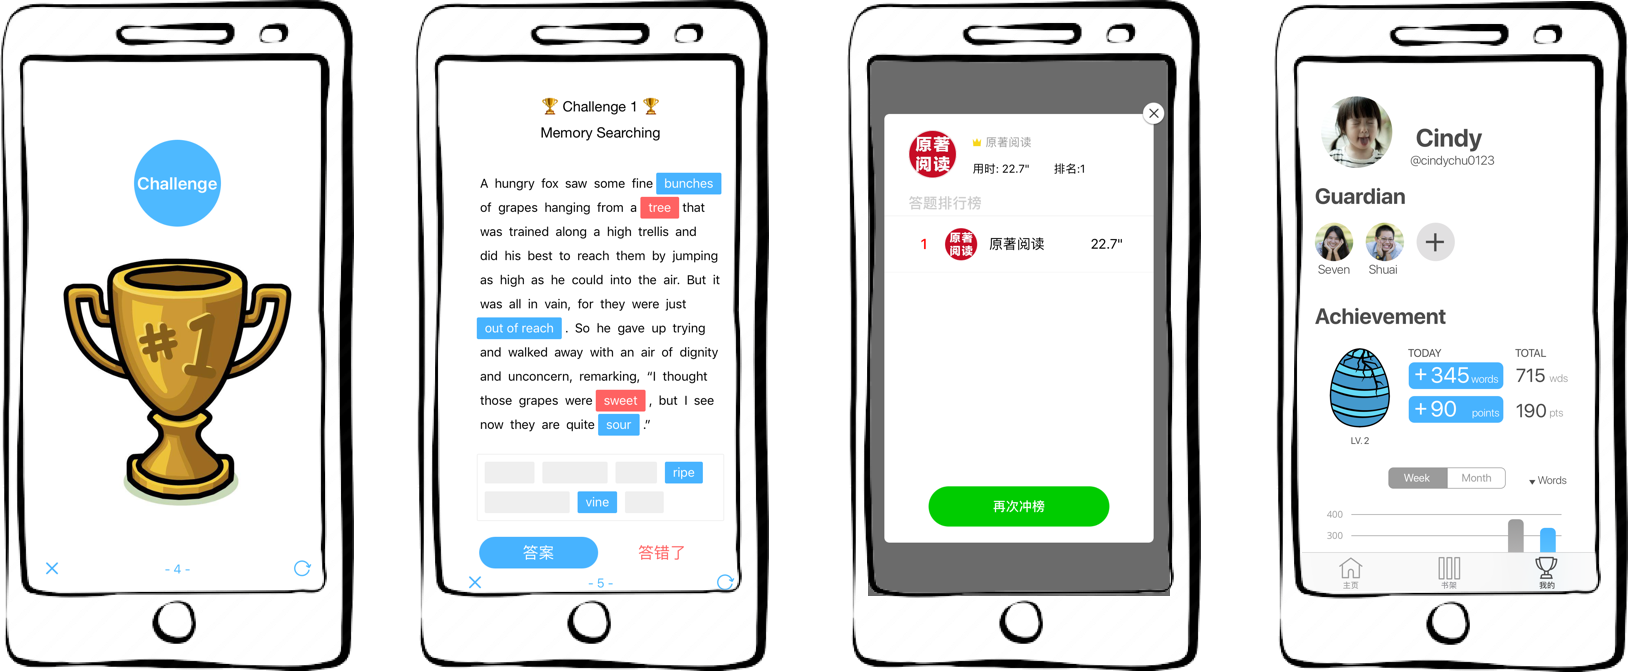 Challenge
#1
- 4 -
Challenge 1
Memory Searching
A hungry fox saw some fine bunches
of grapes hanging from a tree that
was trained along a high trellis and
did his best to reach them by jumping
as high as he could into the air. But it
was all in vain, for they were just
out of reach . So he gave up trying
and walked away with an air of dignity
and unconcern, remarking, “I thought
those grapes were sweet , but I see
now they are quite sour .”
ripe
vine
答案 答错了
- 5 -
原著阅读
原著阅读
用时: 22.7" 排名:1
答题排行榜
1 原著阅读 原著阅读 22.7"
再次冲榜
Cindy
@cindychu0123
Guardian
Seven Shuai
Achievement
TODAY TOTAL
+345 words 715 wds
+90 points 190 pts
LV. 2
Week Month ▾ Words
400
300
主页 书架 我的